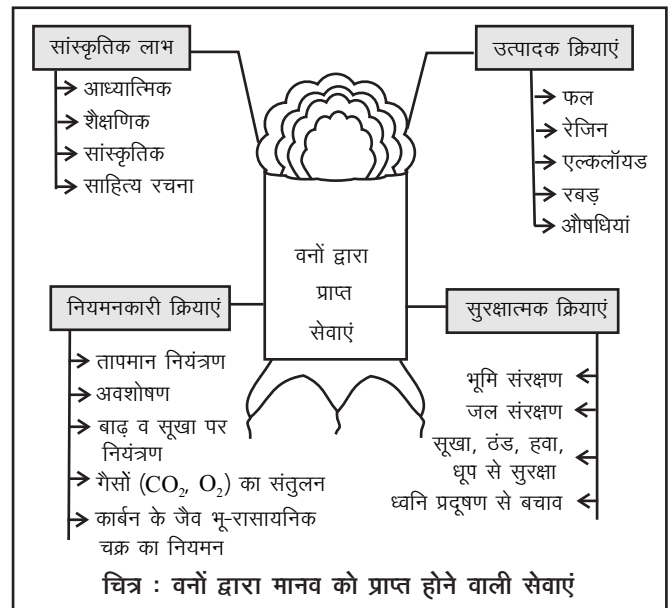 सांस्कृतिक लाभ
आध्यात्मिक
शैक्षणिक
सांस्कृतिक
साहित्य रचना
उत्पादक क्रियाएं
फल
रेजिन
एल्कलॉयड
रबड़
औषधियां
वनों द्वारा
प्राप्त
सेवाएं
नियमनकारी क्रियाएं
तापमान नियंत्रण
अवशोषण
बाढ़ व सूखा पर
नियंत्रण
गैसों (CO₂, O₂) का संतुलन
कार्बन के जैव भू-रासायनिक
चक्र का नियमन
सुरक्षात्मक क्रियाएं
भूमि संरक्षण
जल संरक्षण
सूखा, ठंड, हवा,
धूप से सुरक्षा
ध्वनि प्रदूषण से बचाव
चित्र : वनों द्वारा मानव को प्राप्त होने वाली सेवाएं